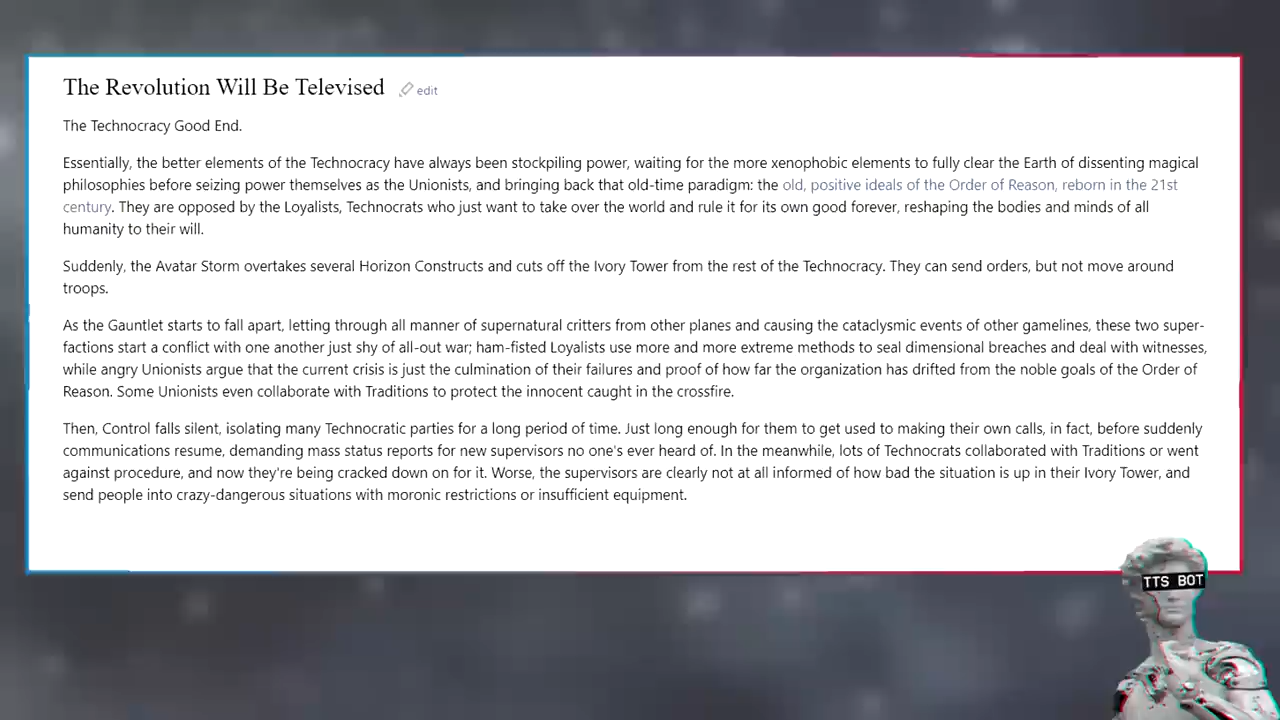 The Revolution Will Be Televised edit
The Technocracy Good End.
Essentially, the better elements of the Technocracy have always been stockpiling power, waiting for the more xenophobic elements to fully clear the Earth of dissenting magical
philosophies before seizing power themselves as the Unionists, and bringing back that old-time paradigm: the old, positive ideals of the Order of Reason, reborn in the 21st
century. They are opposed by the Loyalists, Technocrats who just want to take over the world and rule it for its own good forever, reshaping the bodies and minds of all
humanity to their will.
Suddenly, the Avatar Storm overtakes several Horizon Constructs and cuts off the Ivory Tower from the rest of the Technocracy. They can send orders, but not move around
troops.
As the Gauntlet starts to fall apart, letting through all manner of supernatural critters from other planes and causing the cataclysmic events of other gamelines, these two super-
factions start a conflict with one another just shy of all-out war; ham-fisted Loyalists use more and more extreme methods to seal dimensional breaches and deal with witnesses,
while angry Unionists argue that the current crisis is just the culmination of their failures and proof of how far the organization has drifted from the noble goals of the Order of
Reason. Some Unionists even collaborate with Traditions to protect the innocent caught in the crossfire.
Then, Control falls silent, isolating many Technocratic parties for a long period of time. Just long enough for them to get used to making their own calls, in fact, before suddenly
communications resume, demanding mass status reports for new supervisors no one's ever heard of. In the meanwhile, lots of Technocrats collaborated with Traditions or went
against procedure, and now they're being cracked down on for it. Worse, the supervisors are clearly not at all informed of how bad the situation is up in their Ivory Tower, and
send people into crazy-dangerous situations with moronic restrictions or insufficient equipment.
TTS BOT